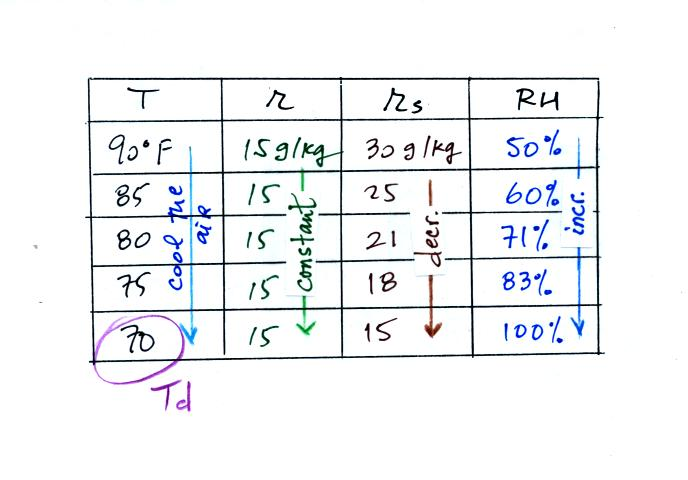 T r rs RH
90°F 15 g/kg 30 g/kg 50%
85 15 25 60%
80 15 21 71%
75 15 18 83%
70 15 15 100%
cool the
air
constant
decr.
incr.
Td